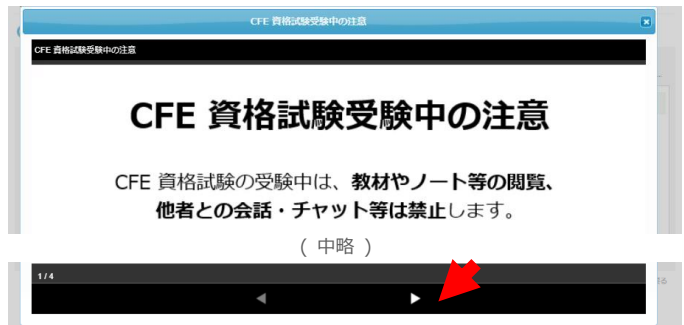 CFE 資格試験受験中の注意
CFE 資格試験受験中の注意
CFE 資格試験受験中の注意
CFE 資格試験の受験中は、教材やノート等の閲覧、
他者との会話・チャット等は禁止します。
( 中略 )
1 / 4